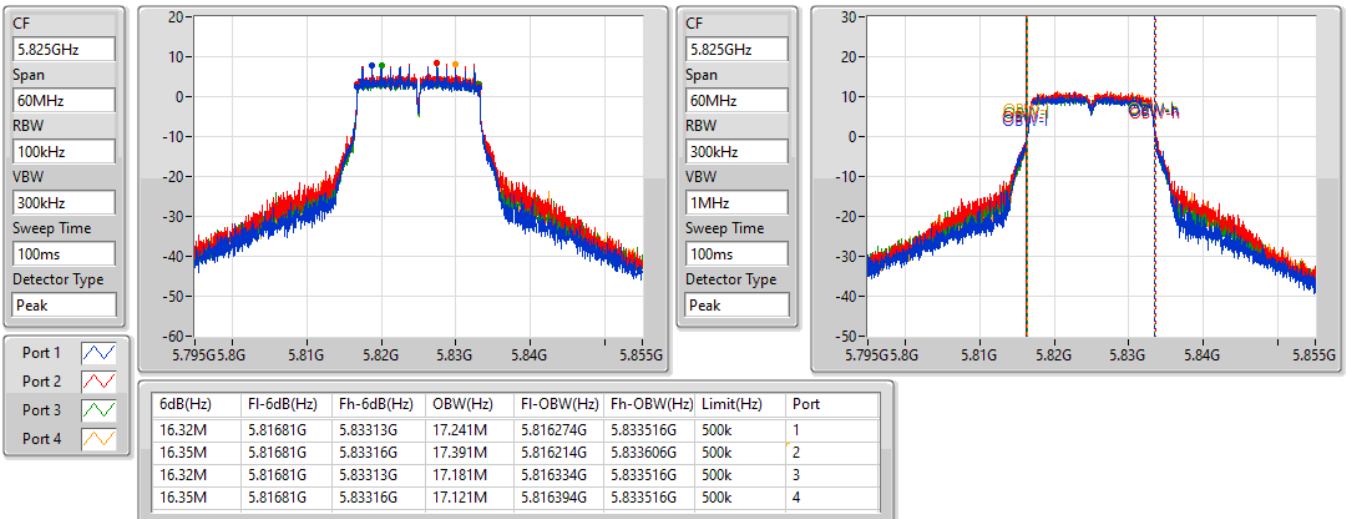 CF
5.825GHz
Span
60MHz
RBW
100kHz
VBW
300kHz
Sweep Time
100ms
Detector Type
Peak
20
10
0
-10
-20
-30
-40
-50
-60
5.795G 5.8G 5.81G 5.82G 5.83G 5.84G 5.855G
CF
5.825GHz
Span
60MHz
RBW
300kHz
VBW
1MHz
Sweep Time
100ms
Detector Type
Peak
30
20
10
0
-10
-20
-30
-40
-50
OBW-l OBW-h
5.795G 5.8G 5.81G 5.82G 5.83G 5.84G 5.855G
Port 1
Port 2
Port 3
Port 4
6dB(Hz) Fl-6dB(Hz) Fh-6dB(Hz) OBW(Hz) Fl-OBW(Hz) Fh-OBW(Hz) Limit(Hz) Port
16.32M 5.81681G 5.83313G 17.241M 5.816274G 5.833516G 500k 1
16.35M 5.81681G 5.83316G 17.391M 5.816214G 5.833606G 500k 2
16.32M 5.81681G 5.83313G 17.181M 5.816334G 5.833516G 500k 3
16.35M 5.81681G 5.83316G 17.121M 5.816394G 5.833516G 500k 4